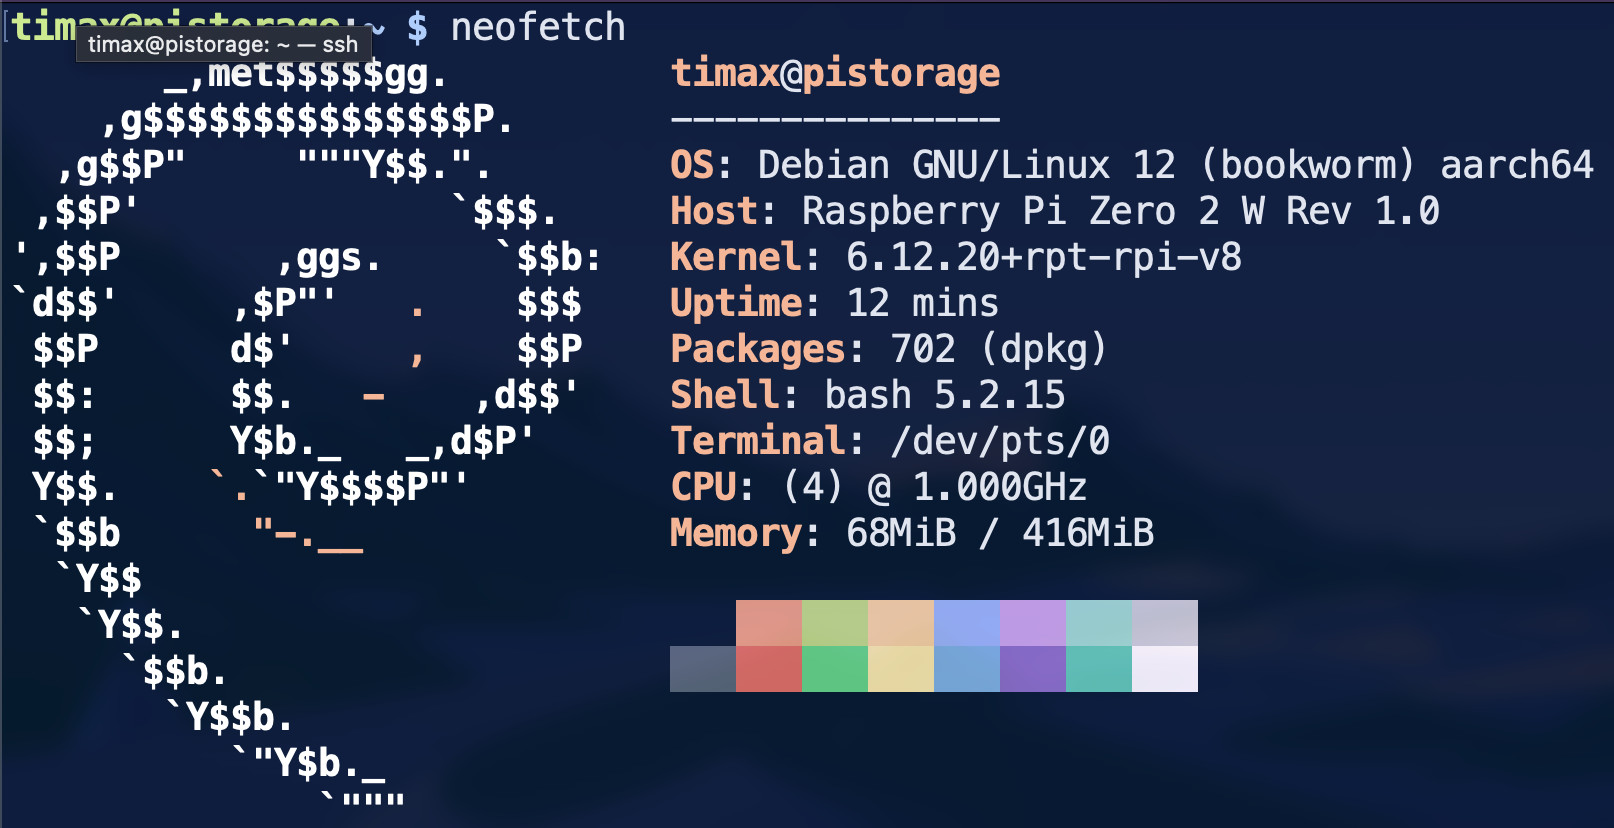 timax@pistorage:~ $ neofetch
timax@pistorage: ~ — ssh
_,met$$$$$gg.
,g$$$$$$$$$$$$$$$P.
,g$$P"     """Y$$.".
,$$P'              `$$$.
',$$P       ,ggs.     `$$b:
`d$$'     ,$P"'   .    $$$
$$P      d$'     ,    $$P
$$:      $$.   -    ,d$$'
$$;      Y$b._   _,d$P'
Y$$.    `.`"Y$$$$P"'
`$$b      "-.__
`Y$$
`Y$$.
`$$b.
`Y$$b.
`"Y$b._
`"""
timax@pistorage
---------------
OS: Debian GNU/Linux 12 (bookworm) aarch64
Host: Raspberry Pi Zero 2 W Rev 1.0
Kernel: 6.12.20+rpt-rpi-v8
Uptime: 12 mins
Packages: 702 (dpkg)
Shell: bash 5.2.15
Terminal: /dev/pts/0
CPU: (4) @ 1.000GHz
Memory: 68MiB / 416MiB